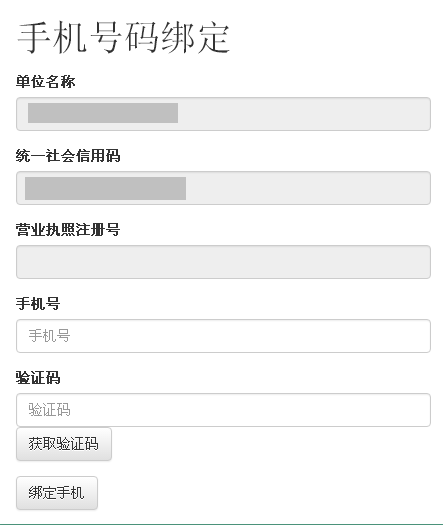 手机号码绑定
单位名称
统一社会信用码
营业执照注册号
手机号
手机号
验证码
验证码
获取验证码
绑定手机